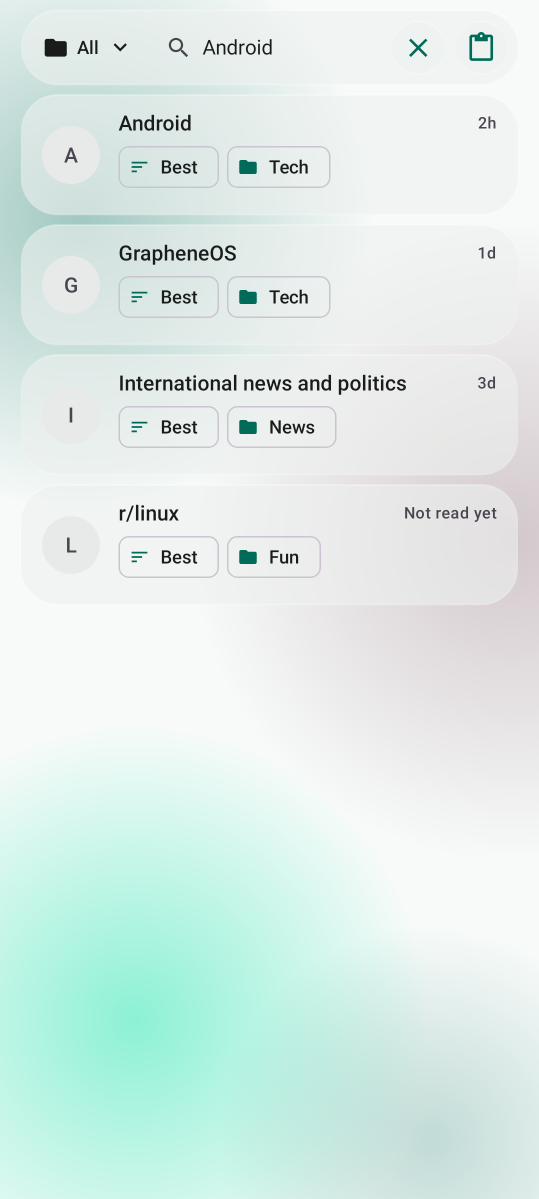 All Android
Android 2h
A
Best Tech
GrapheneOS 1d
G
Best Tech
International news and politics 3d
I
Best News
r/linux Not read yet
L
Best Fun